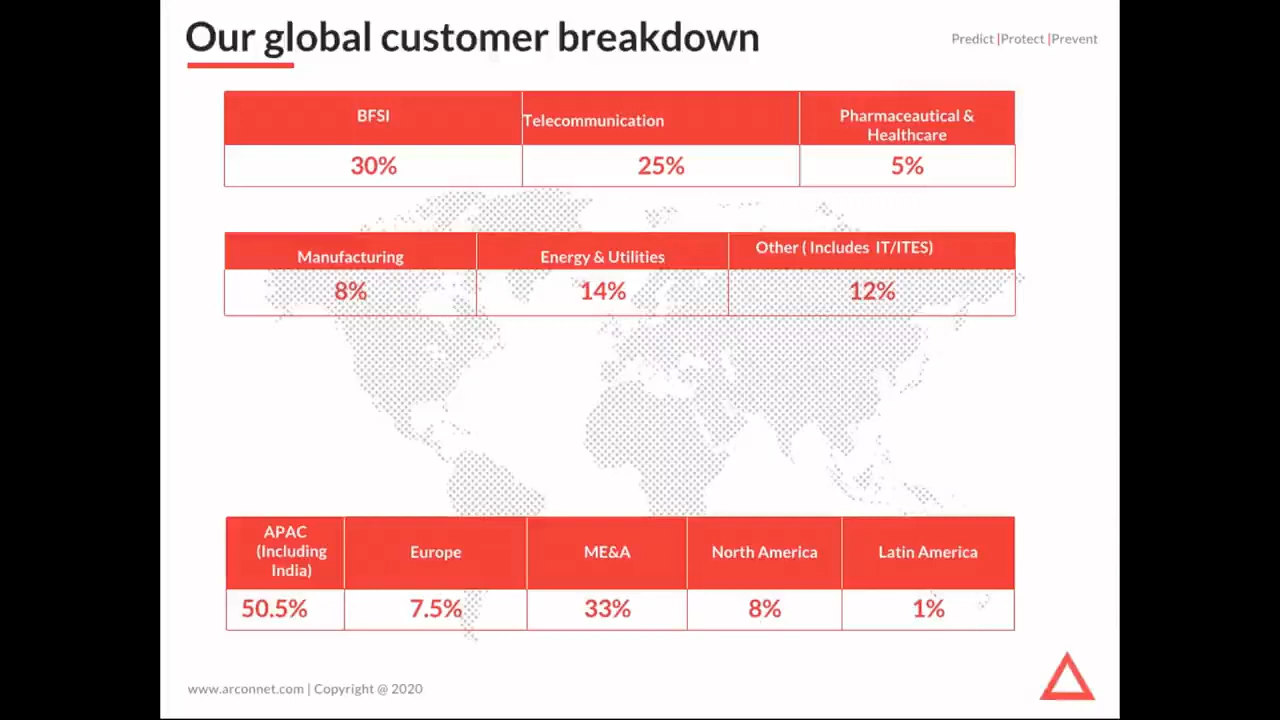 Our global customer breakdown
Predict |Protect |Prevent
BFSI
Telecommunication
Pharmaceautical &
Healthcare
30%
25%
5%
Manufacturing
Energy & Utilities
Other ( Includes IT/ITES)
8%
14%
12%
APAC
(Including
India)
Europe
ME&A
North America
Latin America
50.5%
7.5%
33%
8%
1%
www.arconnet.com | Copyright @ 2020